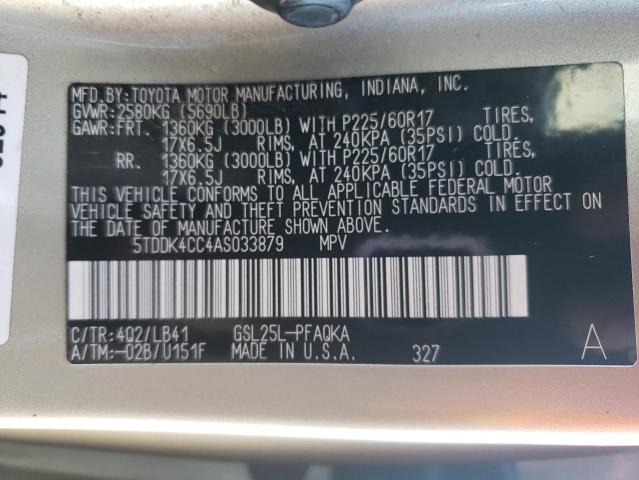 MFD.BY:TOYOTA MOTOR MANUFACTURING, INDIANA, INC.
GVWR:2580KG (5690LB)
GAWR:FRT. 1360KG (3000LB) WITH P225/60R17 TIRES,
17X6.5J RIMS, AT 240KPA (35PSI) COLD.
RR. 1360KG (3000LB) WITH P225/60R17 TIRES,
17X6.5J RIMS, AT 240KPA (35PSI) COLD.
THIS VEHICLE CONFORMS TO ALL APPLICABLE FEDERAL MOTOR
VEHICLE SAFETY AND THEFT PREVENTION STANDARDS IN EFFECT ON
THE DATE OF MANUFACTURE SHOWN ABOVE.
5TDDK4CC4AS033879 MPV
C/TR:4Q2/LB41 GSL25L-PFAQKA
A/TM:-02B/U151F MADE IN U.S.A. 327 A